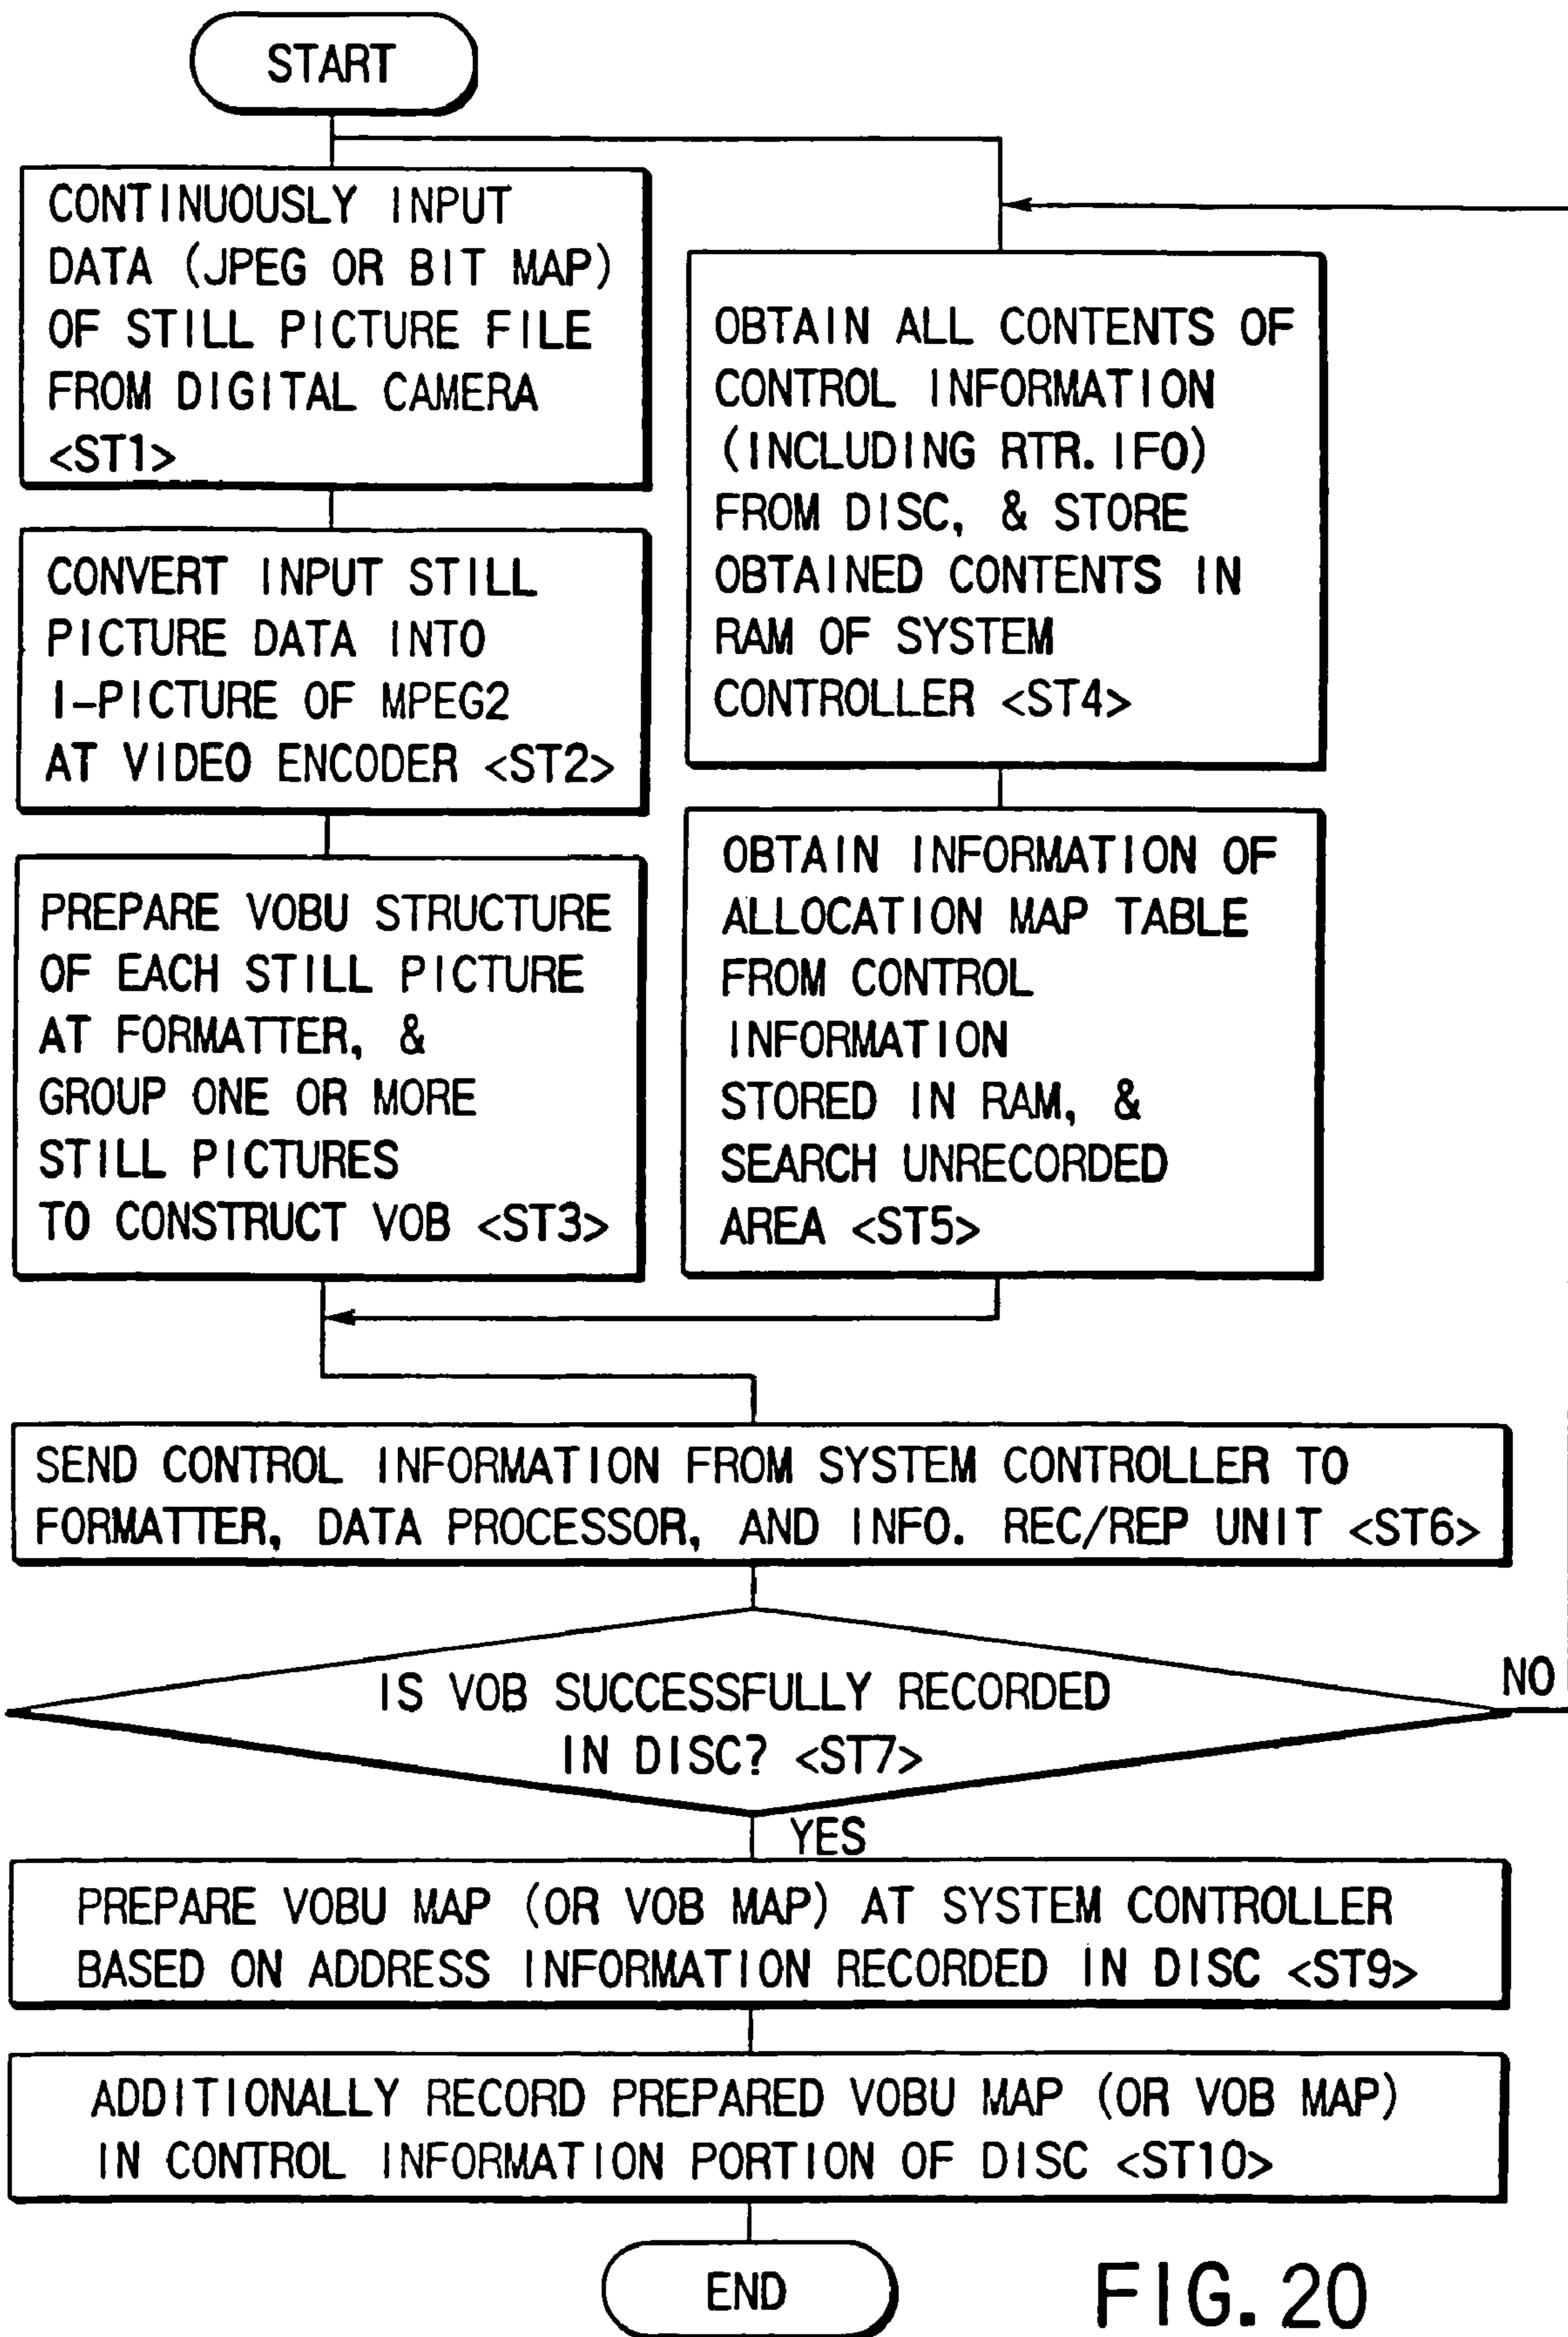 START
CONTINUOUSLY INPUT
DATA (JPEG OR BIT MAP)
OF STILL PICTURE FILE
FROM DIGITAL CAMERA
<ST1>
CONVERT INPUT STILL
PICTURE DATA INTO
I-PICTURE OF MPEG2
AT VIDEO ENCODER <ST2>
PREPARE VOBU STRUCTURE
OF EACH STILL PICTURE
AT FORMATTER, &
GROUP ONE OR MORE
STILL PICTURES
TO CONSTRUCT VOB <ST3>
OBTAIN ALL CONTENTS OF
CONTROL INFORMATION
(INCLUDING RTR. IFO)
FROM DISC, & STORE
OBTAINED CONTENTS IN
RAM OF SYSTEM
CONTROLLER <ST4>
OBTAIN INFORMATION OF
ALLOCATION MAP TABLE
FROM CONTROL
INFORMATION
STORED IN RAM, &
SEARCH UNRECORDED
AREA <ST5>
SEND CONTROL INFORMATION FROM SYSTEM CONTROLLER TO
FORMATTER, DATA PROCESSOR, AND INFO. REC/REP UNIT <ST6>
IS VOB SUCCESSFULLY RECORDED
IN DISC? <ST7>
NO
YES
PREPARE VOBU MAP (OR VOB MAP) AT SYSTEM CONTROLLER
BASED ON ADDRESS INFORMATION RECORDED IN DISC <ST9>
ADDITIONALLY RECORD PREPARED VOBU MAP (OR VOB MAP)
IN CONTROL INFORMATION PORTION OF DISC <ST10>
END
FIG. 20